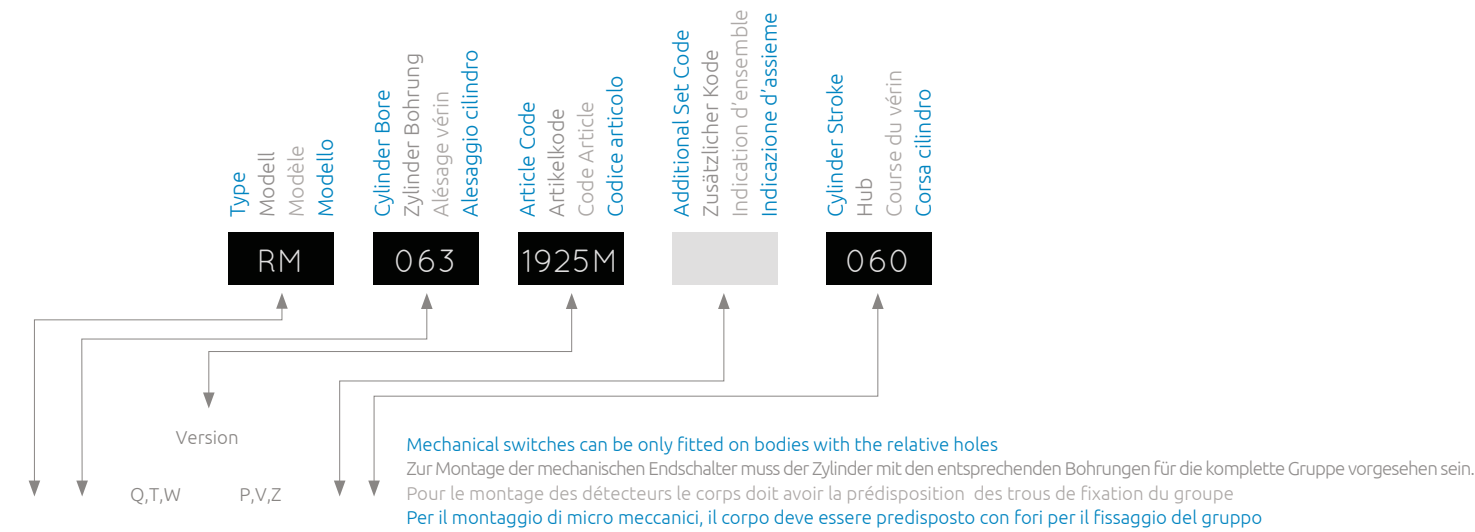 Type
Modell
Modèle
Modello
Cylinder Bore
Zylinder Bohrung
Alésage vérin
Alesaggio cilindro
Article Code
Artikelkode
Code Article
Codice articolo
Additional Set Code
Zusätzlicher Kode
Indication d'ensemble
Indicazione d'assieme
Cylinder Stroke
Hub
Course du vérin
Corsa cilindro
RM 063 1925M 060
Version
Q,T,W P,V,Z
Mechanical switches can be only fitted on bodies with the relative holes
Zur Montage der mechanischen Endschalter muss der Zylinder mit den entsprechenden Bohrungen für die komplette Gruppe vorgesehen sein.
Pour le montage des détecteurs le corps doit avoir la prédisposition des trous de fixation du groupe
Per il montaggio di micro meccanici, il corpo deve essere predisposto con fori per il fissaggio del gruppo